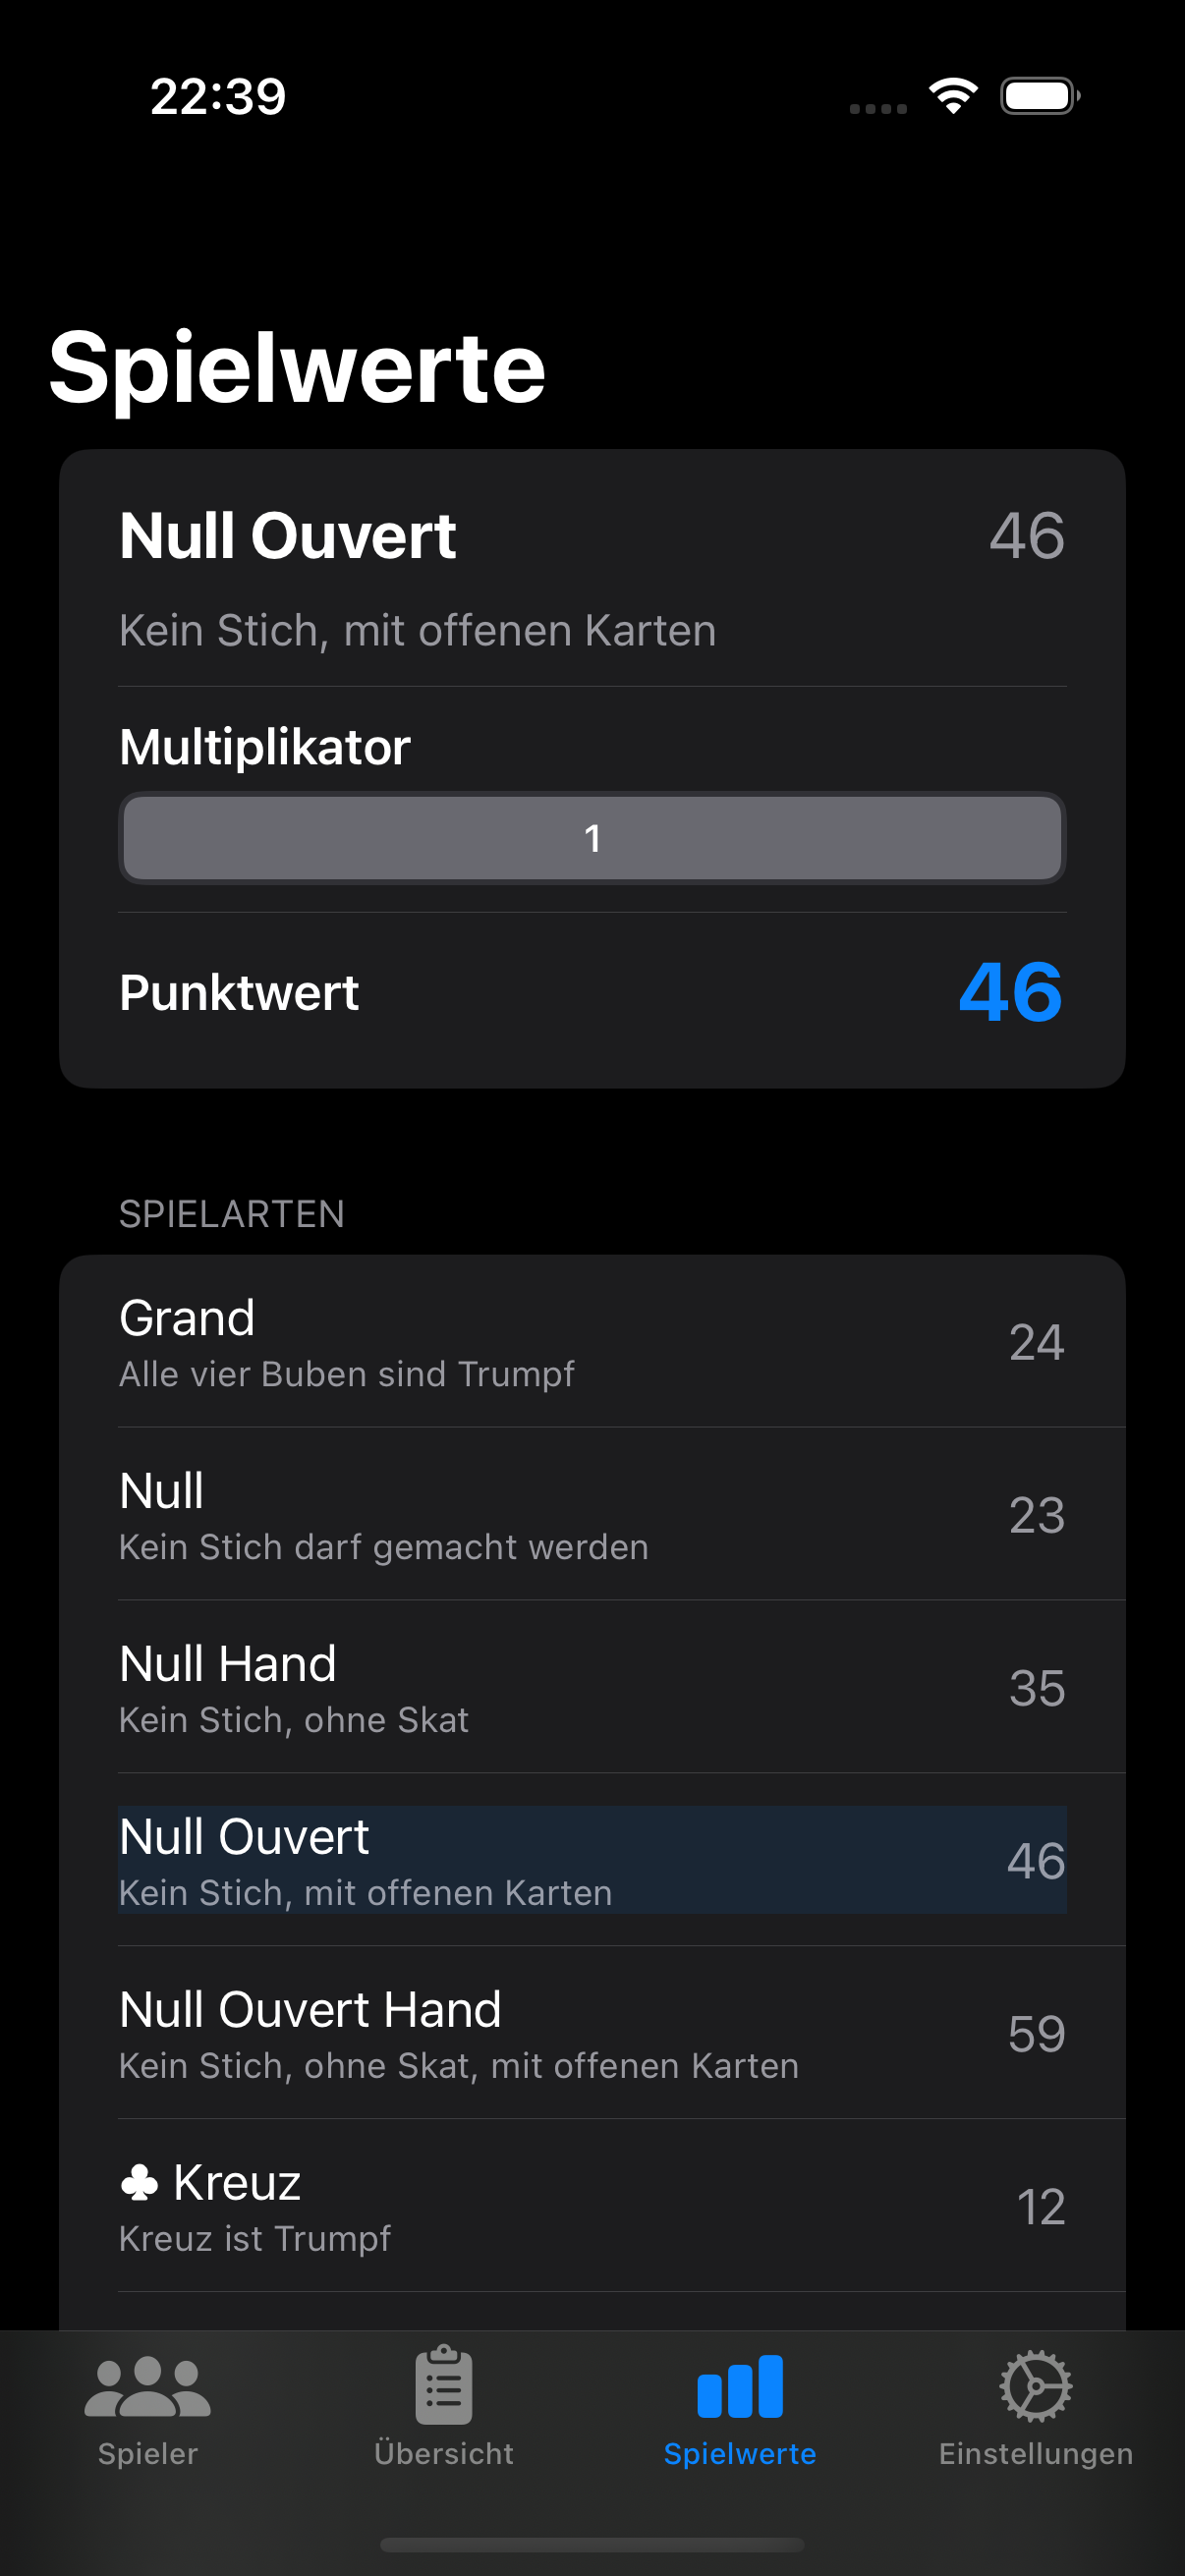 22:39
Spielwerte
Null Ouvert 46
Kein Stich, mit offenen Karten
Multiplikator
1
Punktwert 46
SPIELARTEN
Grand 24
Alle vier Buben sind Trumpf
Null 23
Kein Stich darf gemacht werden
Null Hand 35
Kein Stich, ohne Skat
Null Ouvert 46
Kein Stich, mit offenen Karten
Null Ouvert Hand 59
Kein Stich, ohne Skat, mit offenen Karten
♣ Kreuz 12
Kreuz ist Trumpf
Spieler Übersicht Spielwerte Einstellungen